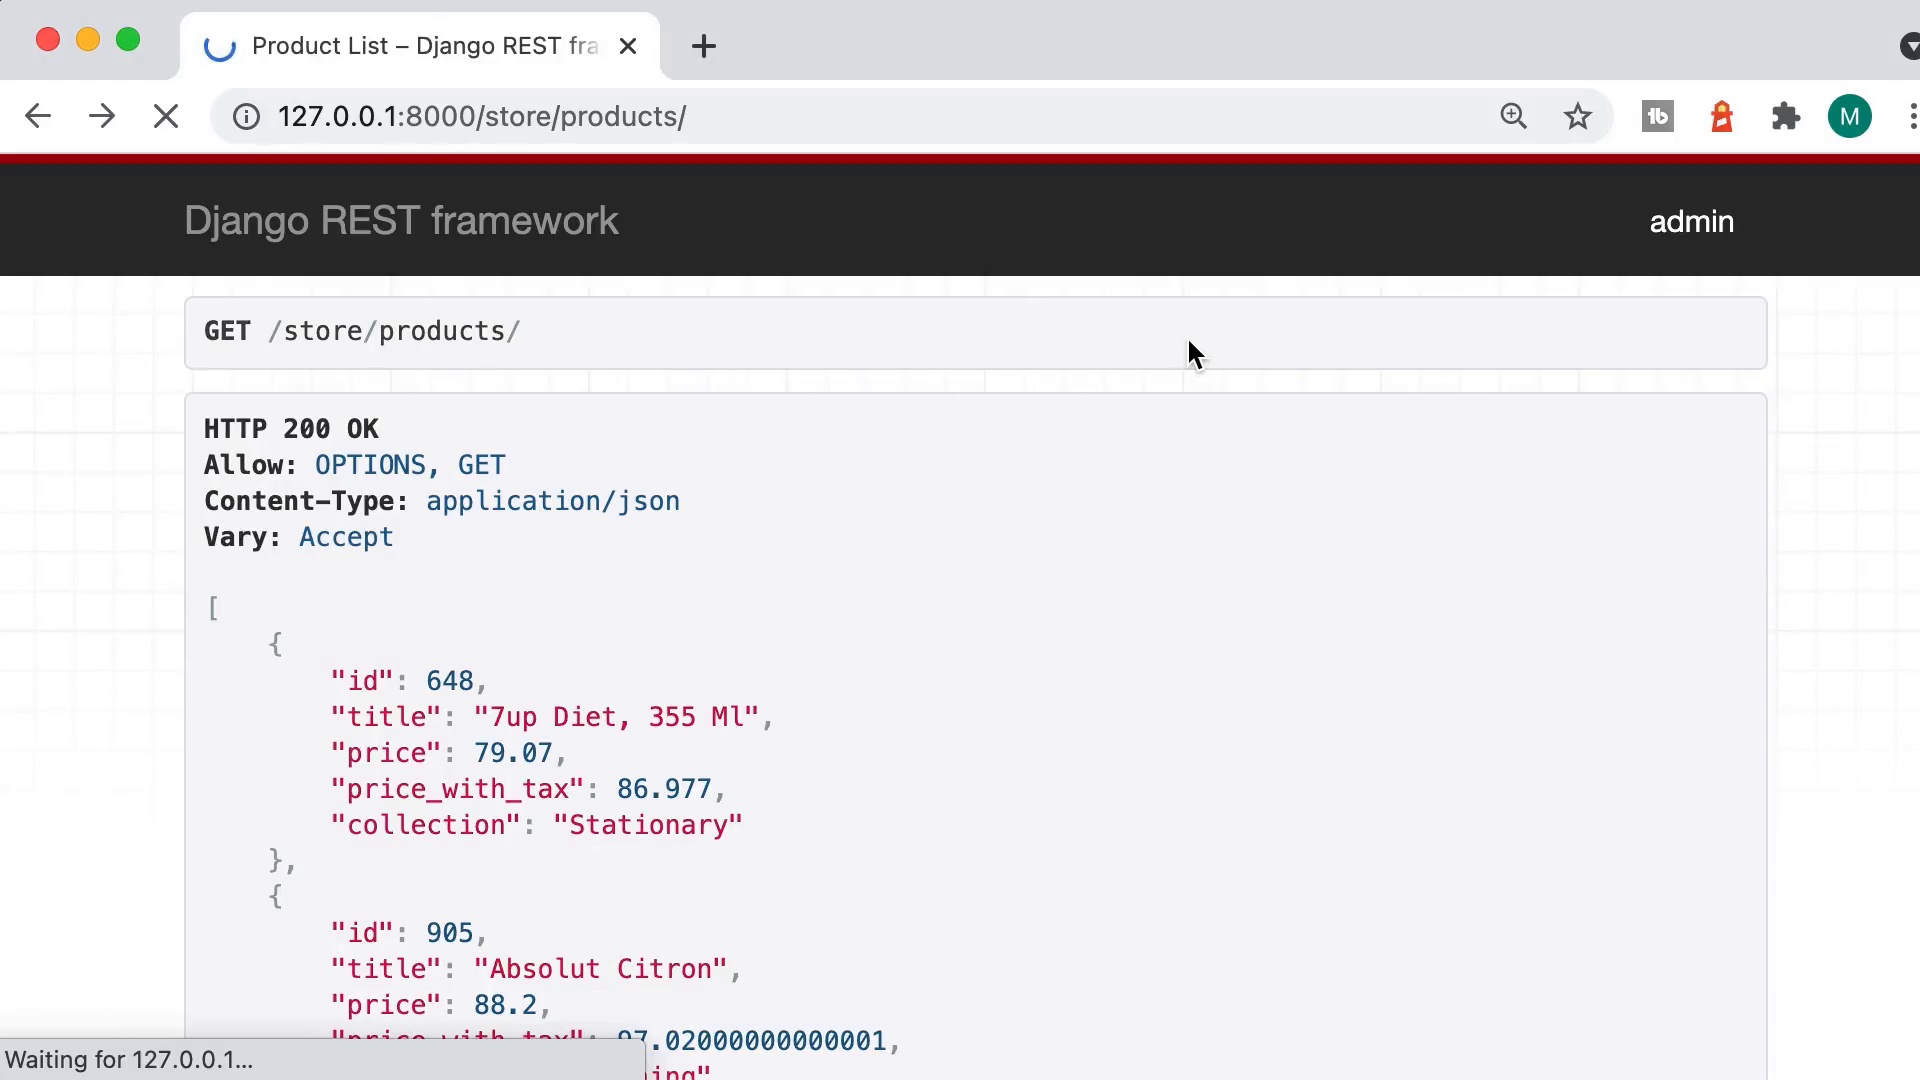 Product List – Django REST fra
127.0.0.1:8000/store/products/
M
Django REST framework
admin
GET /store/products/
HTTP 200 OK
Allow: OPTIONS, GET
Content-Type: application/json
Vary: Accept
[
{
"id": 648,
"title": "7up Diet, 355 Ml",
"price": 79.07,
"price_with_tax": 86.977,
"collection": "Stationary"
},
{
"id": 905,
"title": "Absolut Citron",
"price": 88.2,
"price_with_tax": 97.02000000000001,
Waiting for 127.0.0.1...